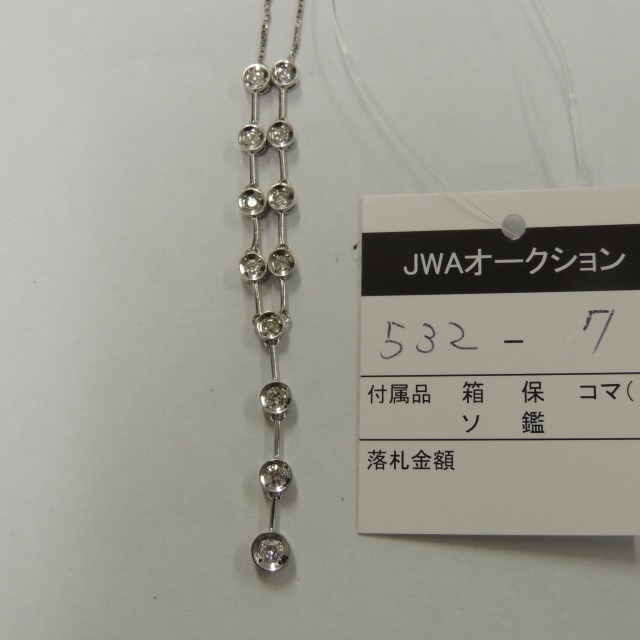 JWAオークション
532 - 7
付属品 箱 保 コマ(
ソ 鑑
落札金額